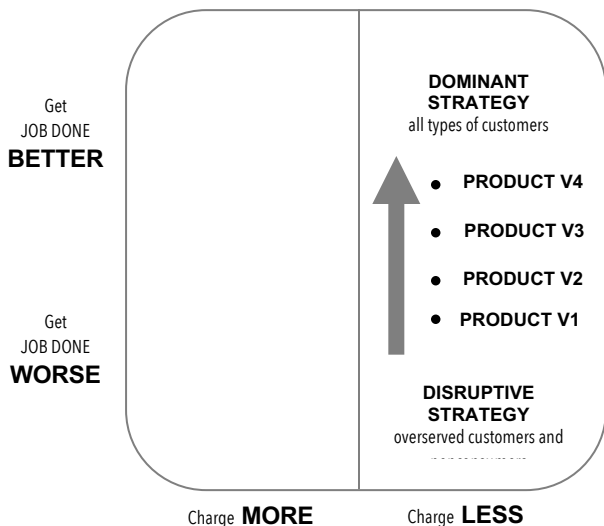 DOMINANT
STRATEGY
all types of customers
Get
JOB DONE
BETTER
PRODUCT V4
PRODUCT V3
PRODUCT V2
PRODUCT V1
Get
JOB DONE
WORSE
DISRUPTIVE
STRATEGY
overserved customers and
Charge MORE
Charge LESS